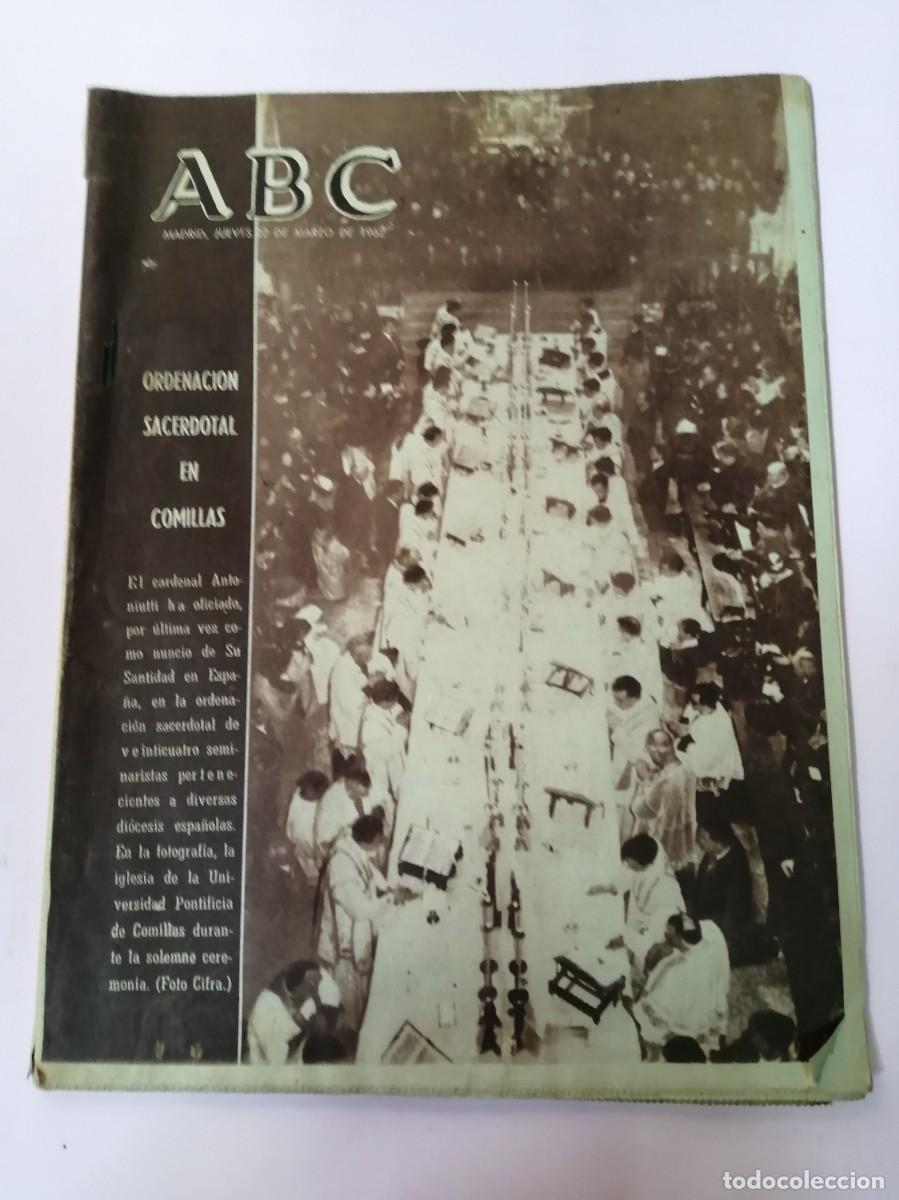 ABC
MADRID, JUEVES 22 DE MARZO DE 1962
ORDENACION
SACERDOTAL
EN
COMILLAS
El cardenal Anto-
niutti ha oficiado,
por última vez co-
mo nuncio de Su
Santidad en Espa-
ña, en la ordena-
ción sacerdotal de
veinticuatro semi-
naristas pertene-
cientes a diversas
diócesis españolas.
En la fotografía, la
iglesia de la Uni-
versidad Pontificia
de Comillas duran-
te la solemne cere-
monia. (Foto Cifra.)
todocoleccion